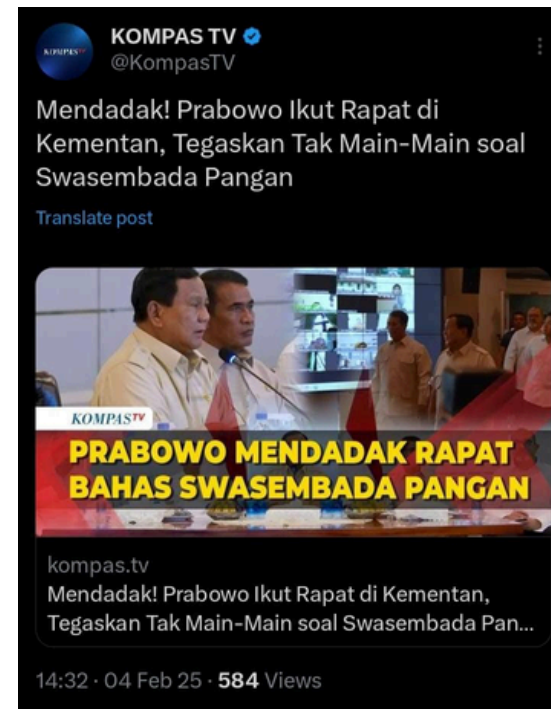 KOMPAS TV
@KompasTV
Mendadak! Prabowo Ikut Rapat di
Kementan, Tegaskan Tak Main-Main soal
Swasembada Pangan
Translate post
KOMPASTV
PRABOWO MENDADAK RAPAT
BAHAS SWASEMBADA PANGAN
kompas.tv
Mendadak! Prabowo Ikut Rapat di Kementan,
Tegaskan Tak Main-Main soal Swasembada Pan...
14:32 · 04 Feb 25 · 584 Views